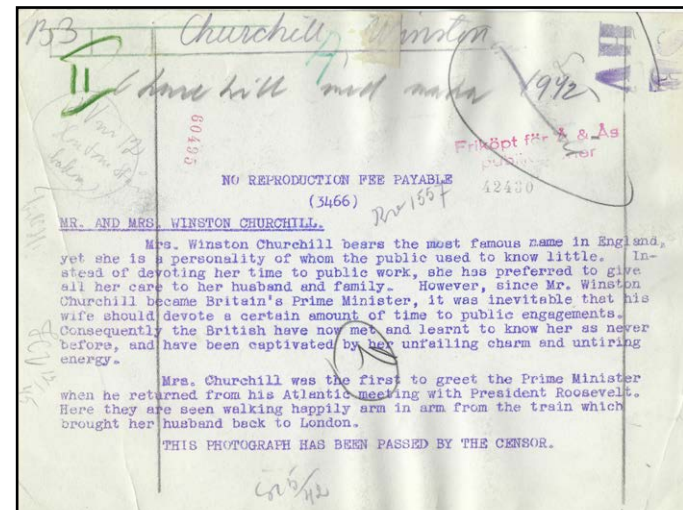 B3 Churchill, Winston
II Churchill med maka 1942
60495
Friköpt för Å & Ås
NO REPRODUCTION FEE PAYABLE
42430
(3466)
MR. AND MRS. WINSTON CHURCHILL.
Mrs. Winston Churchill bears the most famous name in England,
yet she is a personality of whom the public used to know little. In-
stead of devoting her time to public work, she has preferred to give
all her care to her husband and family. However, since Mr. Winston
Churchill became Britain's Prime Minister, it was inevitable that his
wife should devote a certain amount of time to public engagements.
Consequently the British have now met and learnt to know her as never
before, and have been captivated by her unfailing charm and untiring
energy.
Mrs. Churchill was the first to greet the Prime Minister
when he returned from his Atlantic meeting with President Roosevelt.
Here they are seen walking happily arm in arm from the train which
brought her husband back to London.
THIS PHOTOGRAPH HAS BEEN PASSED BY THE CENSOR.